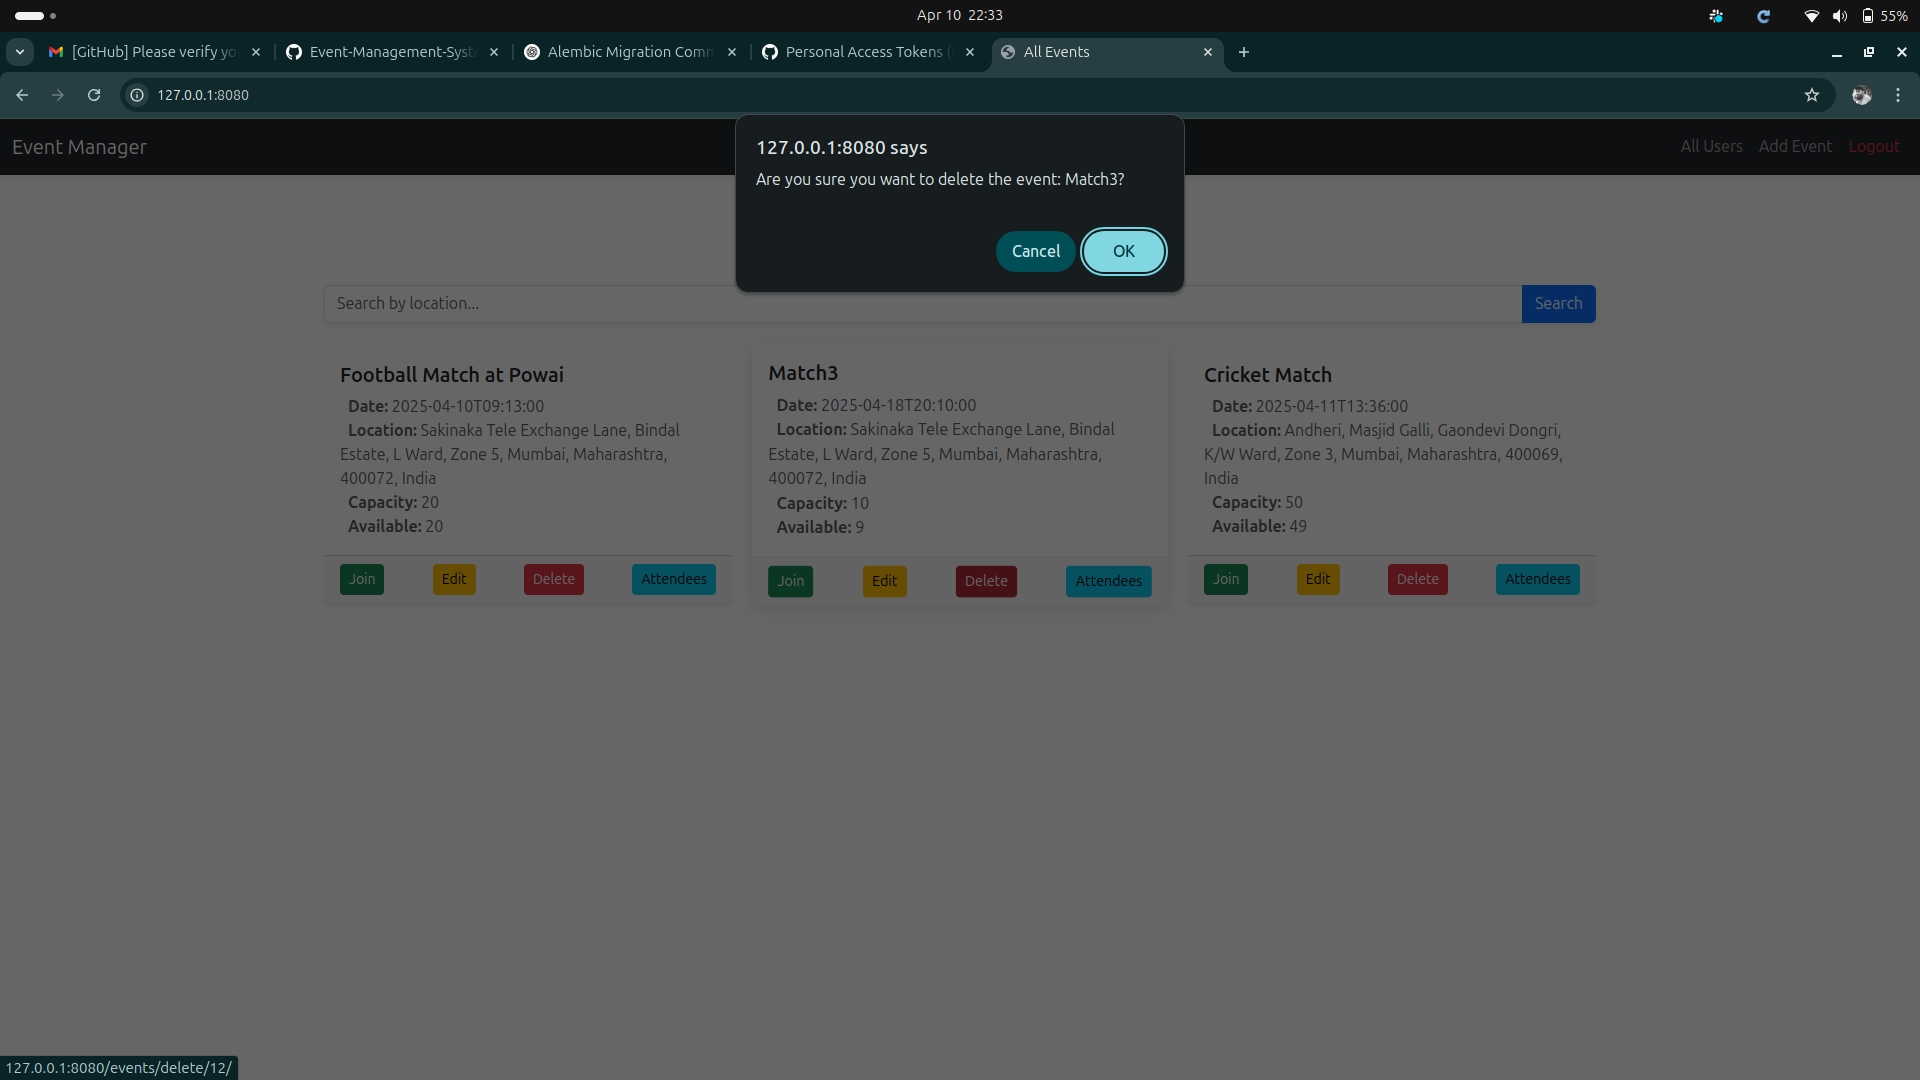 Apr 10 22:33
55%
[GitHub] Please verify yo
Event-Management-Syst
Alembic Migration Comm
Personal Access Tokens (
All Events
127.0.0.1:8080
Event Manager
All Users
Add Event
Logout
127.0.0.1:8080 says
Are you sure you want to delete the event: Match3?
Cancel
OK
Search by location...
Search
Football Match at Powai
Date: 2025-04-10T09:13:00
Location: Sakinaka Tele Exchange Lane, Bindal
Estate, L Ward, Zone 5, Mumbai, Maharashtra,
400072, India
Capacity: 20
Available: 20
Join
Edit
Delete
Attendees
Match3
Date: 2025-04-18T20:10:00
Location: Sakinaka Tele Exchange Lane, Bindal
Estate, L Ward, Zone 5, Mumbai, Maharashtra,
400072, India
Capacity: 10
Available: 9
Join
Edit
Delete
Attendees
Cricket Match
Date: 2025-04-11T13:36:00
Location: Andheri, Masjid Galli, Gaondevi Dongri,
K/W Ward, Zone 3, Mumbai, Maharashtra, 400069,
India
Capacity: 50
Available: 49
Join
Edit
Delete
Attendees
127.0.0.1:8080/events/delete/12/